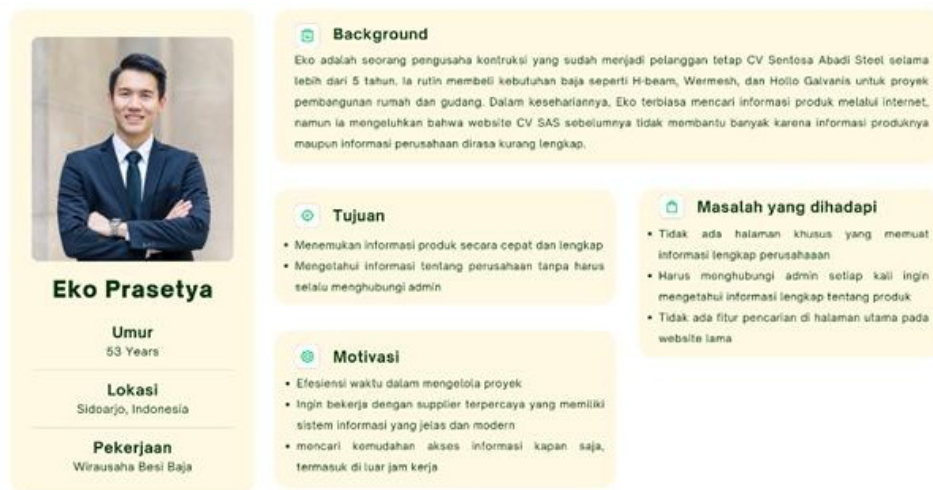 Eko Prasetya
Umur
53 Years
Lokasi
Sidoarjo, Indonesia
Pekerjaan
Wirausaha Besi Baja
Background
Eko adalah seorang pengusaha kontruksi yang sudah menjadi pelanggan tetap CV Sentosa Abadi Steel selama
lebih dari 5 tahun. Ia rutin membeli kebutuhan baja seperti H-beam, Wermesh, dan Hollo Galvanis untuk proyek
pembangunan rumah dan gudang. Dalam kesehariannya, Eko terbiasa mencari informasi produk melalui internet,
namun ia mengeluhkan bahwa website CV SAS sebelumnya tidak membantu banyak karena informasi produknya
maupun informasi perusahaan dirasa kurang lengkap.
Tujuan
• Menemukan informasi produk secara cepat dan lengkap
• Mengetahui informasi tentang perusahaan tanpa harus
selalu menghubungi admin
Motivasi
• Efesiensi waktu dalam mengelola proyek
• Ingin bekerja dengan supplier terpercaya yang memiliki
sistem informasi yang jelas dan modern
• mencari kemudahan akses informasi kapan saja,
termasuk di luar jam kerja
Masalah yang dihadapi
• Tidak ada halaman khusus yang memuat
informasi lengkap perusahaaan
• Harus menghubungi admin setiap kali ingin
mengetahui informasi lengkap tentang produk
• Tidak ada fitur pencarian di halaman utama pada
website lama